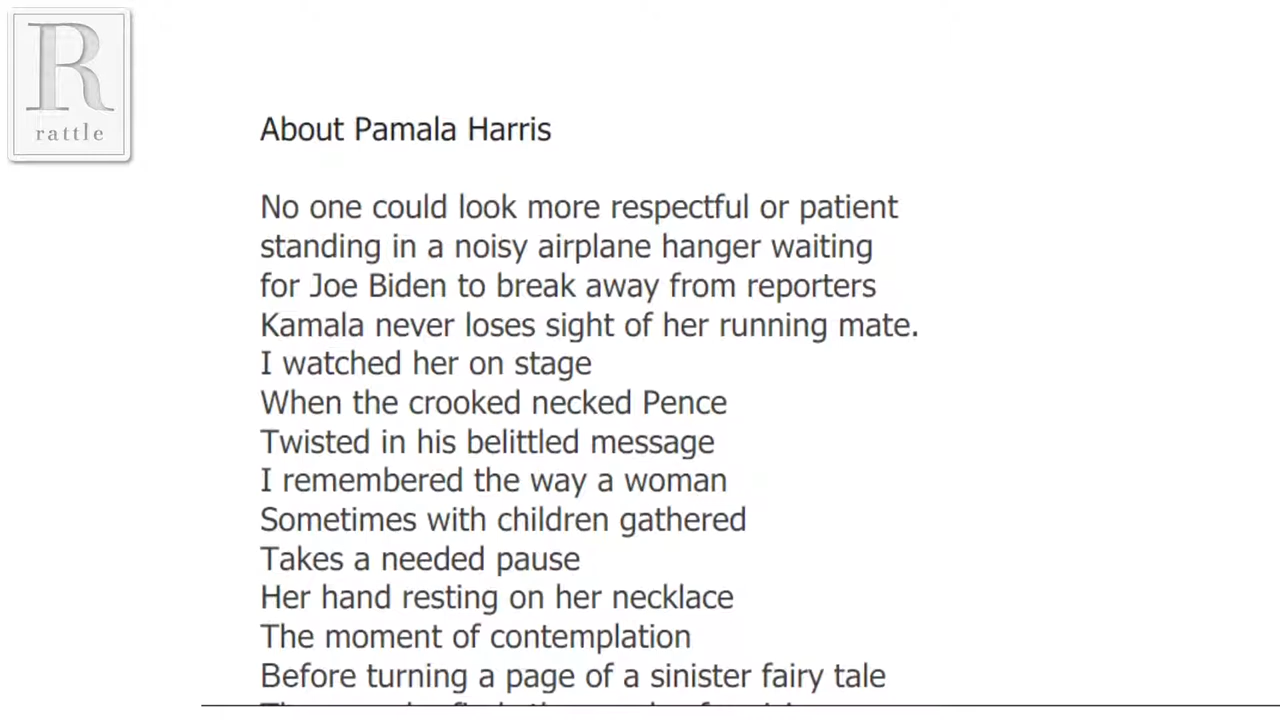 R
rattle
About Pamala Harris
No one could look more respectful or patient
standing in a noisy airplane hanger waiting
for Joe Biden to break away from reporters
Kamala never loses sight of her running mate.
I watched her on stage
When the crooked necked Pence
Twisted in his belittled message
I remembered the way a woman
Sometimes with children gathered
Takes a needed pause
Her hand resting on her necklace
The moment of contemplation
Before turning a page of a sinister fairy tale